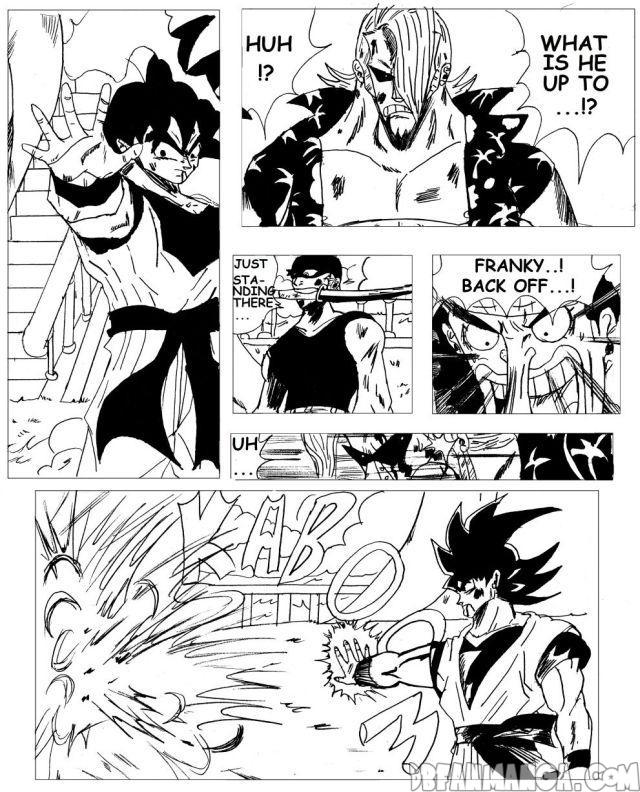 HUH
!?
WHAT
IS HE
UP TO
...!?
JUST
STA-
NDING
THERE
...
FRANKY..!
BACK OFF...!
UH
...
KABOOM
DBFANMANGA.COM